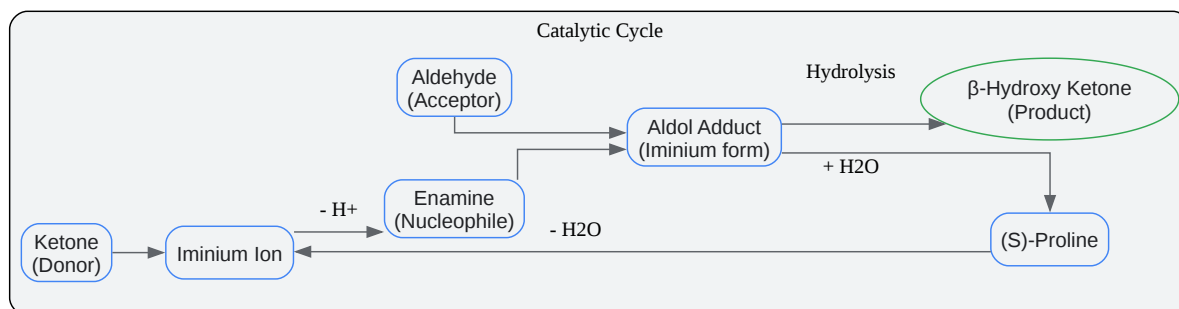 Catalytic Cycle
Aldehyde
(Acceptor)
Hydrolysis
β-Hydroxy Ketone
(Product)
Aldol Adduct
(Iminium form)
+ H2O
Enamine
(Nucleophile)
- H+
- H2O
Ketone
(Donor)
Iminium Ion
(S)-Proline